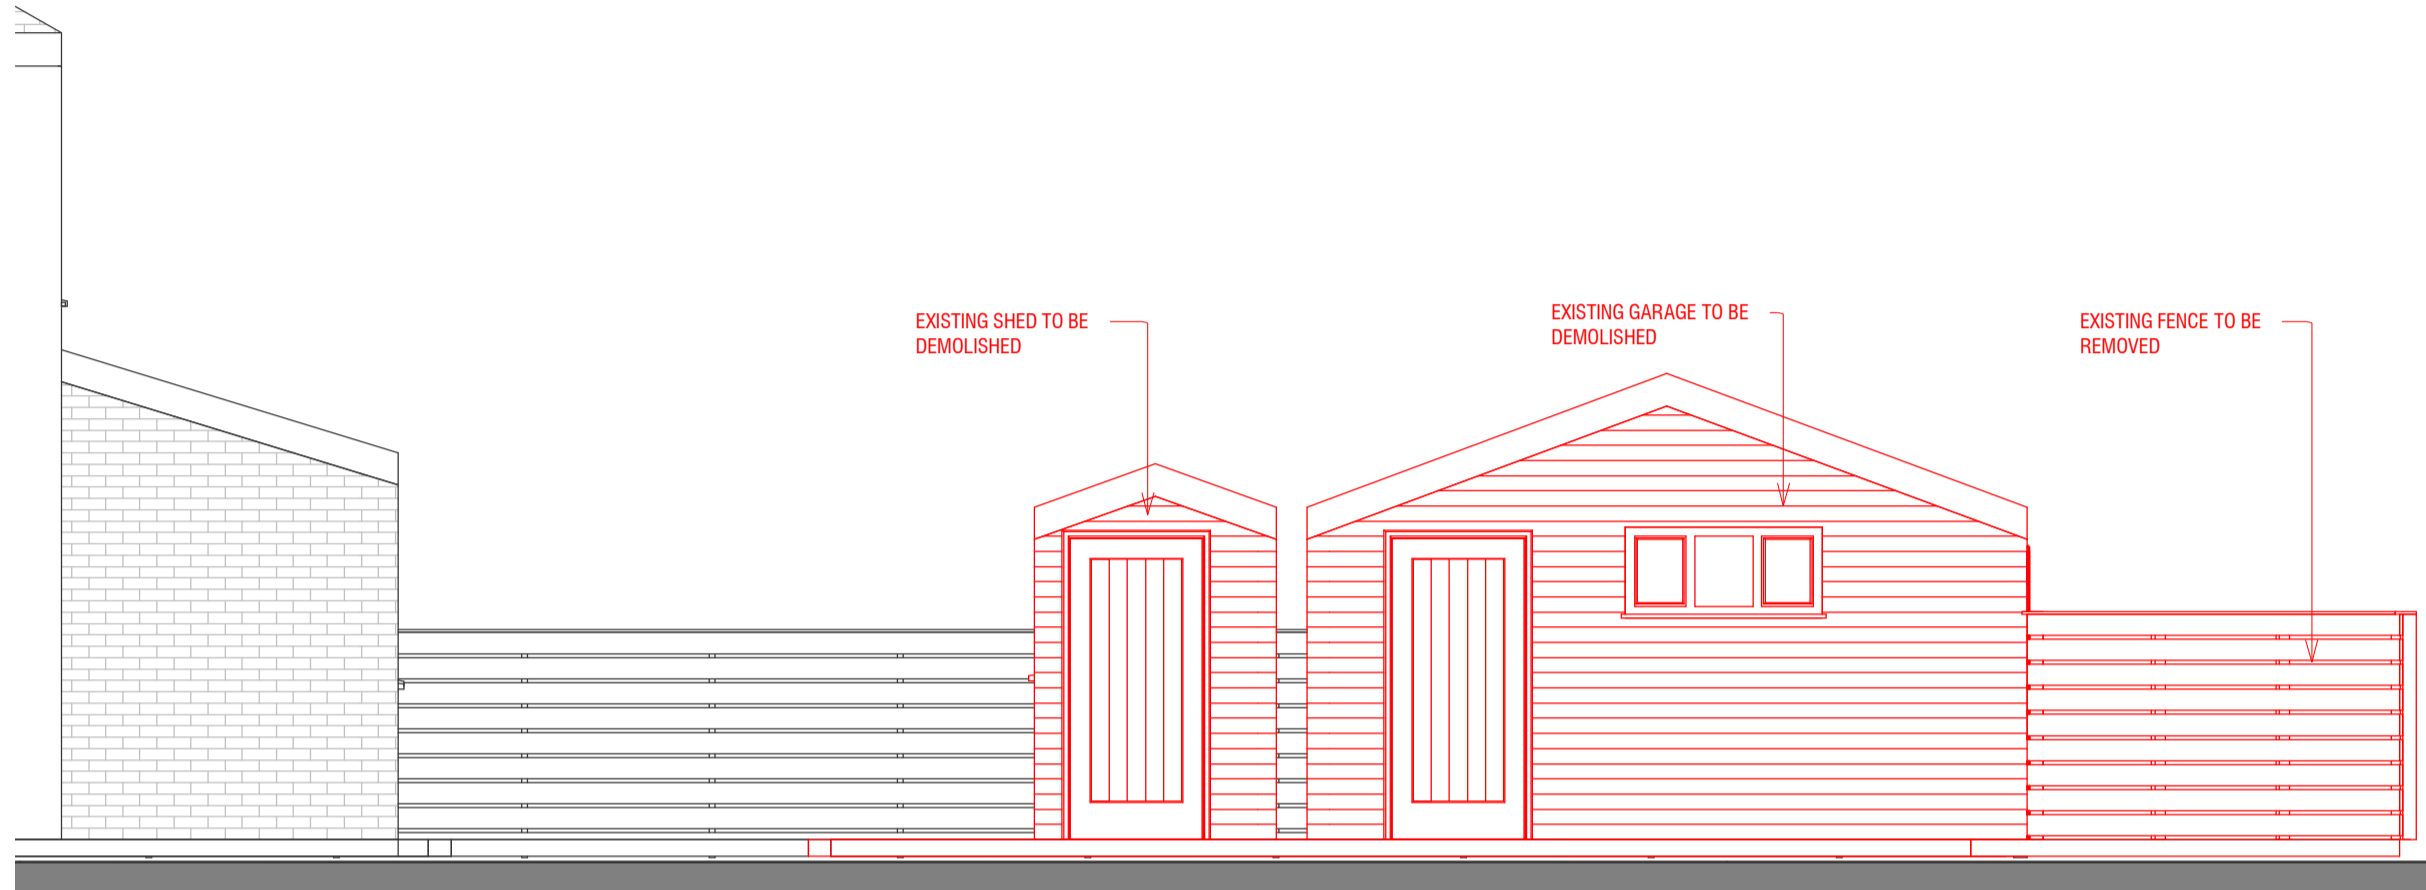 EXISTING SHED TO BE
DEMOLISHED
EXISTING GARAGE TO BE
DEMOLISHED
EXISTING FENCE TO BE
REMOVED